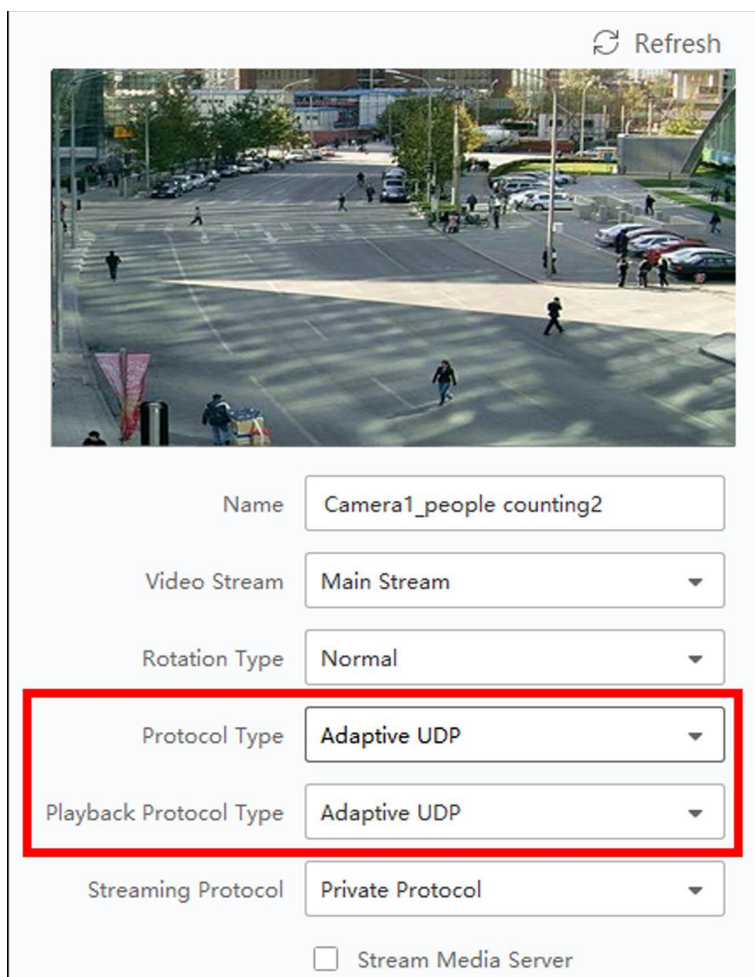 Refresh
Name
Camera1_people counting2
Video Stream
Main Stream
Rotation Type
Normal
Protocol Type
Adaptive UDP
Playback Protocol Type
Adaptive UDP
Streaming Protocol
Private Protocol
Stream Media Server